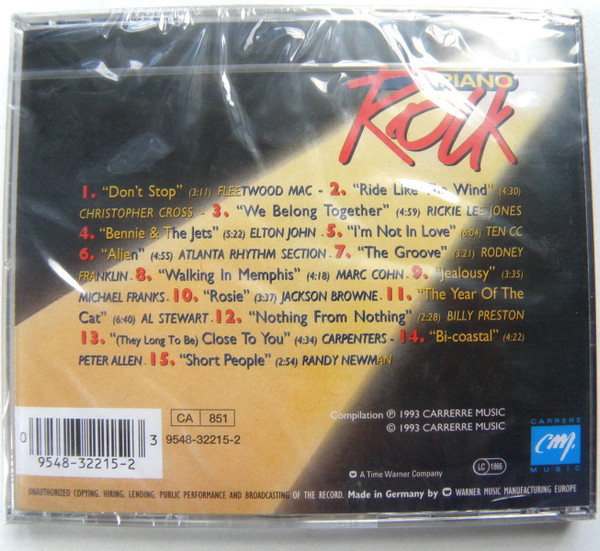 PIANO
Rock
1. "Don't Stop" (3:11) FLEETWOOD MAC - 2. "Ride Like The Wind" (4:30)
CHRISTOPHER CROSS - 3. "We Belong Together" (4:59) RICKIE LEE JONES
4. "Bennie & The Jets" (5:22) ELTON JOHN - 5. "I'm Not In Love" (6:04) TEN CC
6. "Alien" (4:55) ATLANTA RHYTHM SECTION - 7. "The Groove" (3:21) RODNEY
FRANKLIN - 8. "Walking In Memphis" (4:18) MARC COHN - 9. "Jealousy" (3:35)
MICHAEL FRANKS - 10. "Rosie" (3:37) JACKSON BROWNE - 11. "The Year Of The
Cat" (6:40) AL STEWART - 12. "Nothing From Nothing" (2:28) BILLY PRESTON
13. "(They Long To Be) Close To You" (4:34) CARPENTERS - 14. "Bi-coastal" (4:22)
PETER ALLEN - 15. "Short People" (2:54) RANDY NEWMAN
CA 851
9548-32215-2
0 9548-32215-2 3
Compilation Ⓟ 1993 CARRERRE MUSIC
© 1993 CARRERRE MUSIC
CARRERE
CM.
MUSIC
A Time Warner Company
LC 1866
UNAUTHORIZED COPYING, HIRING, LENDING, PUBLIC PERFORMANCE AND BROADCASTING OF THE RECORD. Made in Germany by WARNER MUSIC MANUFACTURING EUROPE